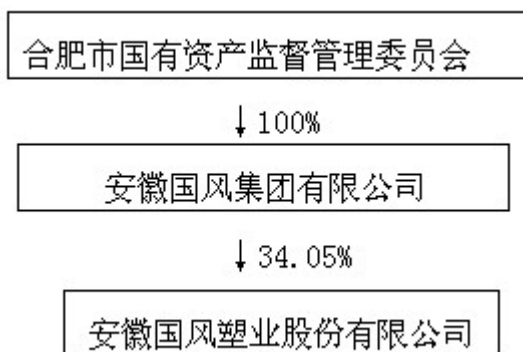 合肥市国有资产监督管理委员会
↓100%
安徽国风集团有限公司
↓34.05%
安徽国风塑业股份有限公司